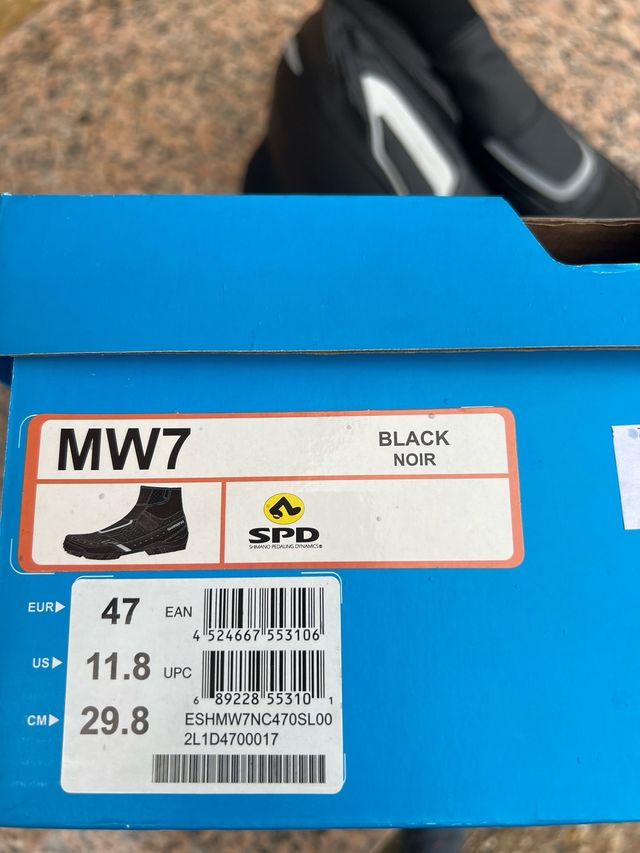 MW7
BLACK
NOIR
SPD
SHIMANO PEDALING DYNAMICS®
EUR▶ 47 EAN
4 524667 553106
US▶ 11.8 UPC
6 89228 55310 1
CM▶ 29.8 ESHMW7NC470SL00
2L1D4700017